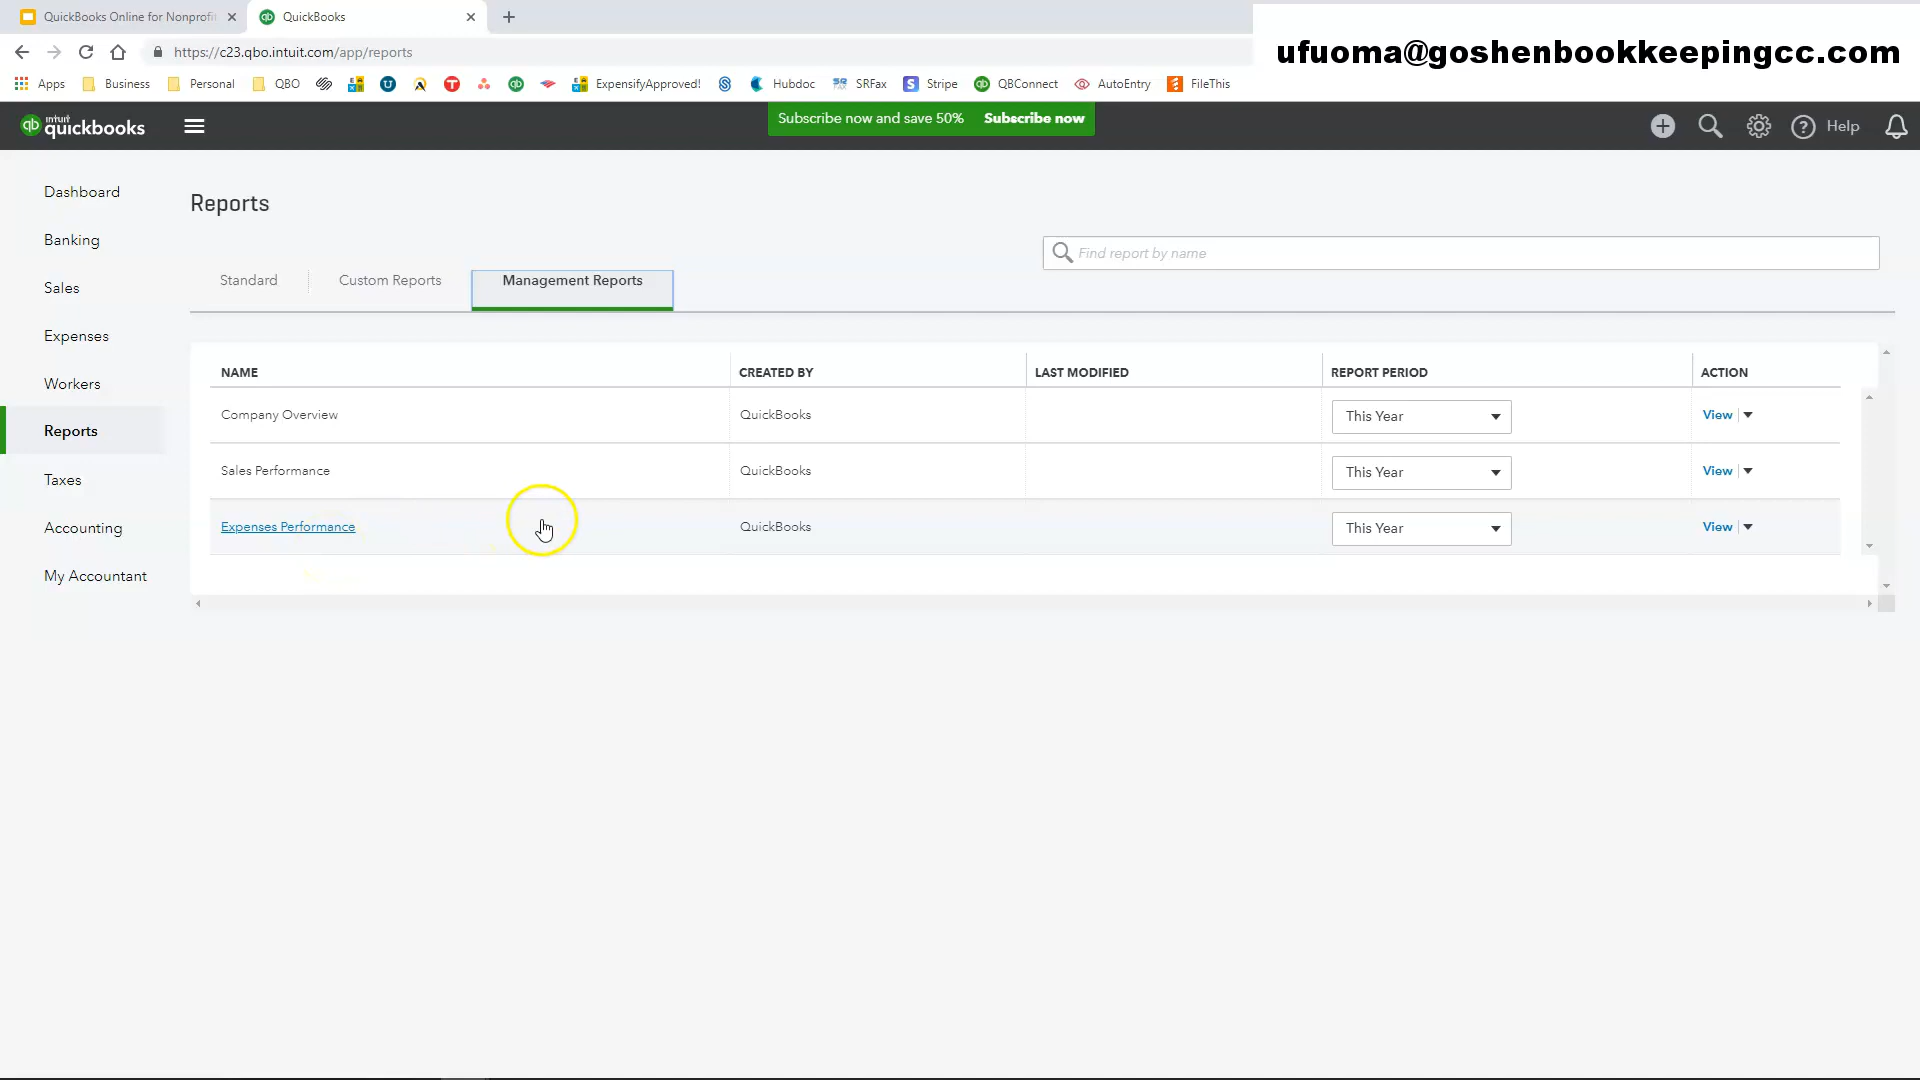 QuickBooks Online for Nonprofi
QuickBooks
https://c23.qbo.intuit.com/app/reports
ufuoma@goshenbookkeepingcc.com
Apps Business Personal QBO ExpensifyApproved! Hubdoc SRFax Stripe QBConnect AutoEntry FileThis
intuit
quickbooks
Subscribe now and save 50% Subscribe now
Help
Dashboard
Banking
Sales
Expenses
Workers
Reports
Taxes
Accounting
My Accountant
Reports
Find report by name
Standard Custom Reports Management Reports
NAME CREATED BY LAST MODIFIED REPORT PERIOD ACTION
Company Overview QuickBooks This Year View
Sales Performance QuickBooks This Year View
Expenses Performance QuickBooks This Year View